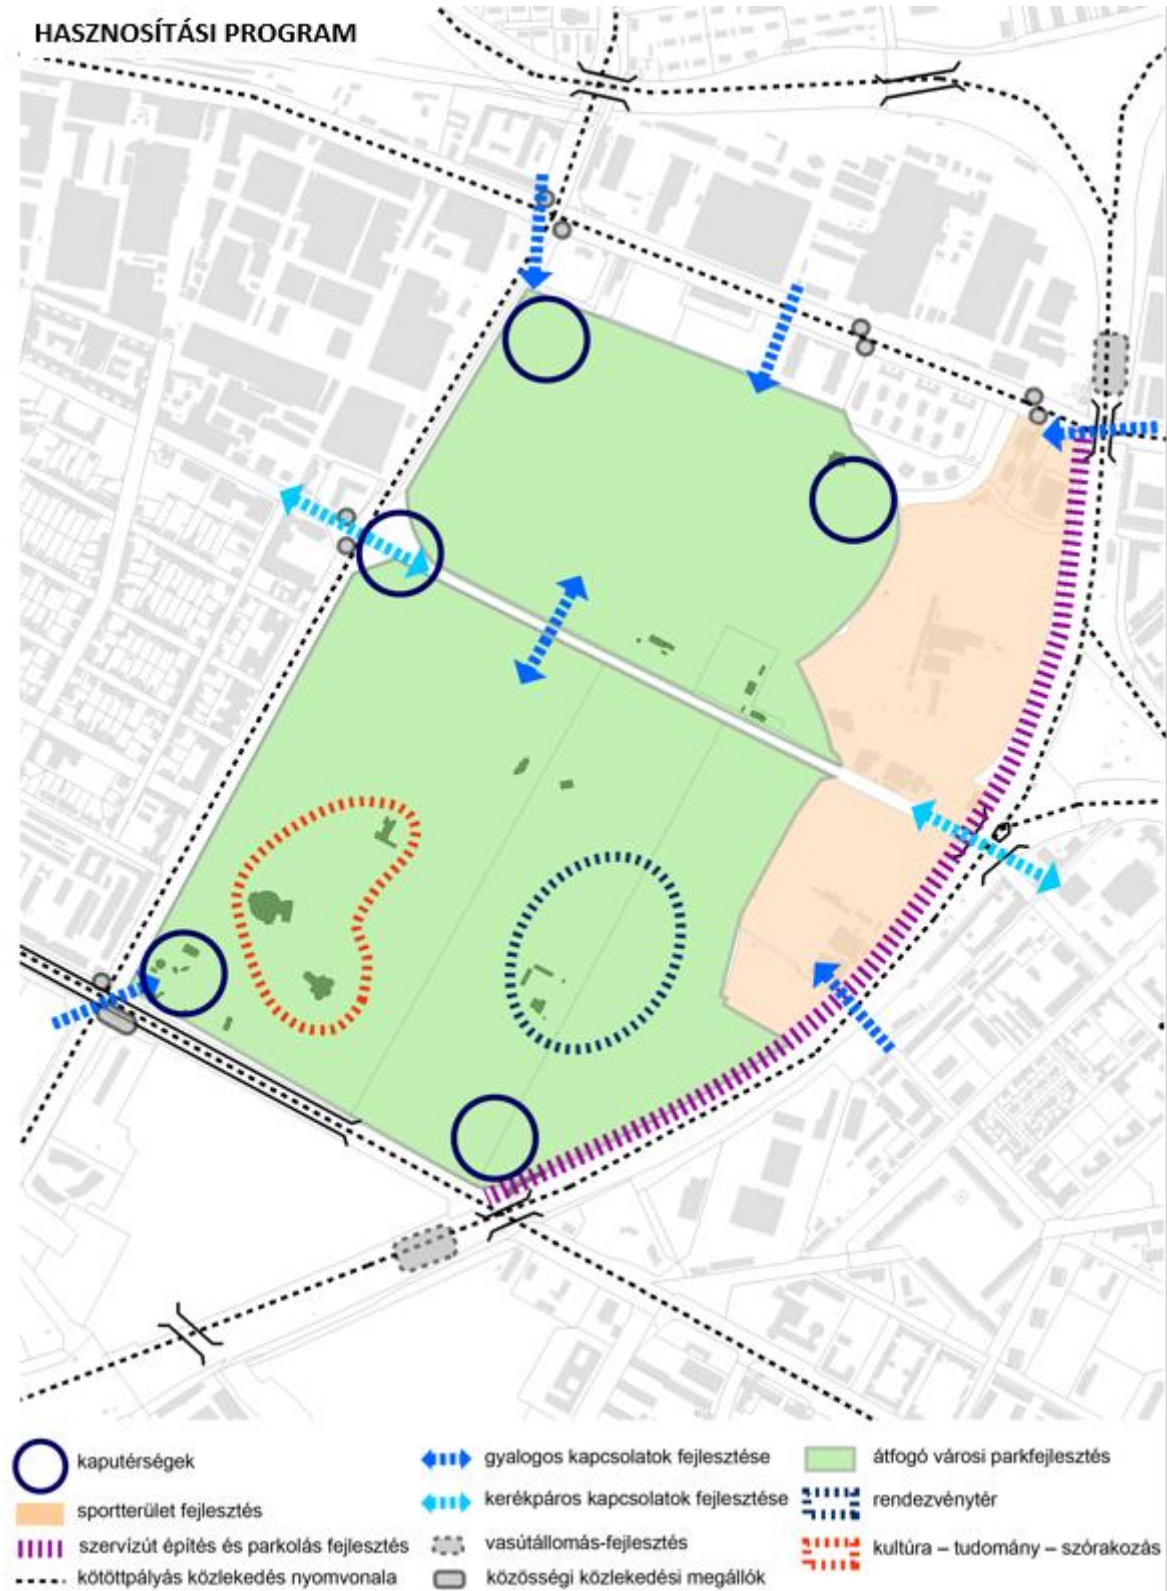 HASZNOSÍTÁSI PROGRAM
kaputérségek
gyalogos kapcsolatok fejlesztése
átfogó városi parkfejlesztés
sportterület fejlesztés
kerékpáros kapcsolatok fejlesztése
rendezvénytér
szervízút építés és parkolás fejlesztés
vasútállomás-fejlesztés
kultúra – tudomány – szórakozás
kötöttpályás közlekedés nyomvonala
közösségi közlekedési megállók